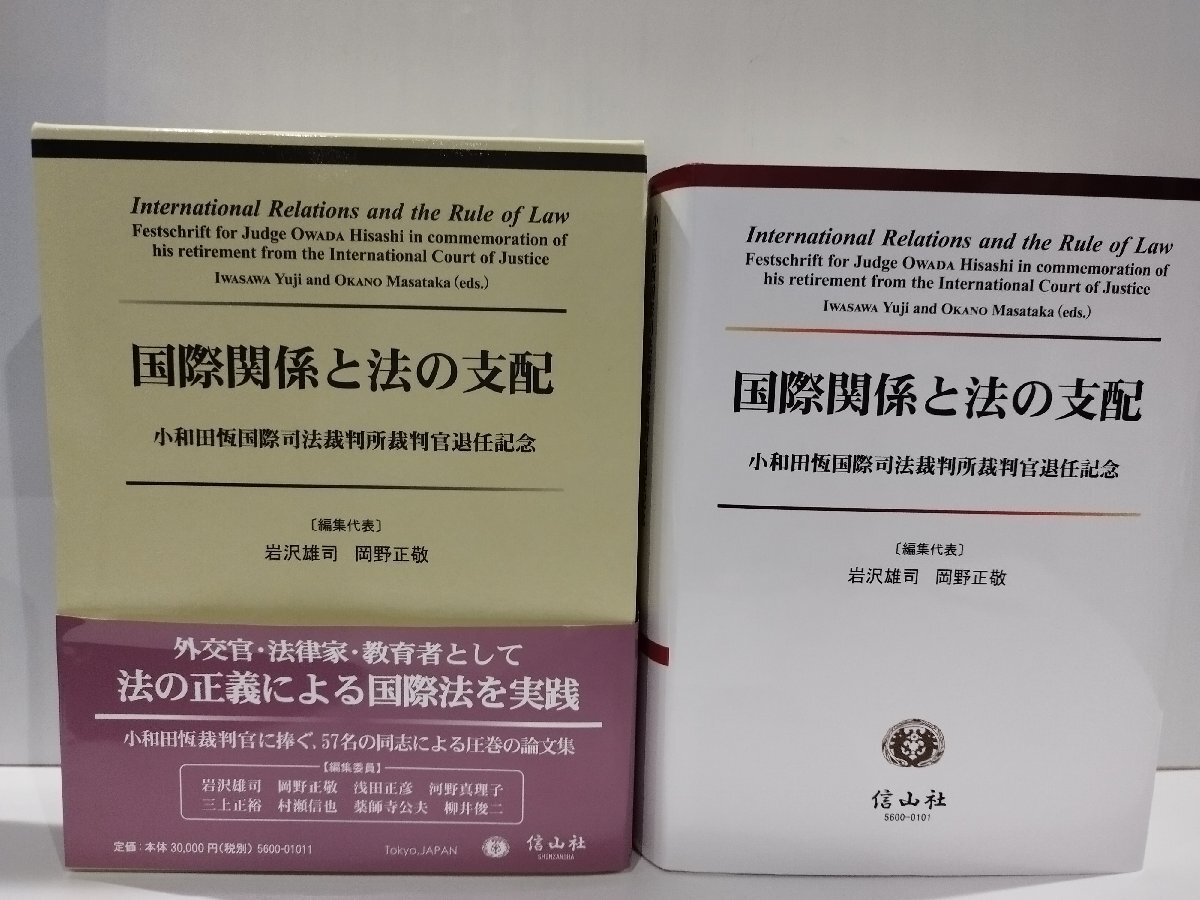 International Relations and the Rule of Law
Festschrift for Judge OWADA Hisashi in commemoration of
his retirement from the International Court of Justice
IWASAWA Yuji and OKANO Masataka (eds.)
国際関係と法の支配
小和田恆国際司法裁判所裁判官退任記念
〔編集代表〕
岩沢雄司 岡野正敬
外交官・法律家・教育者として
法の正義による国際法を実践
小和田恆裁判官に捧ぐ,57名の同志による圧巻の論文集
【編集委員】
岩沢雄司 岡野正敬 浅田正彦 河野真理子
三上正裕 村瀬信也 薬師寺公夫 柳井俊二
定価:本体 30,000円(税別) 5600-01011 Tokyo,JAPAN 信山社
SHINZANSHA
International Relations and the Rule of Law
Festschrift for Judge OWADA Hisashi in commemoration of
his retirement from the International Court of Justice
IWASAWA Yuji and OKANO Masataka (eds.)
国際関係と法の支配
小和田恆国際司法裁判所裁判官退任記念
〔編集代表〕
岩沢雄司 岡野正敬
信山社
5600-0101